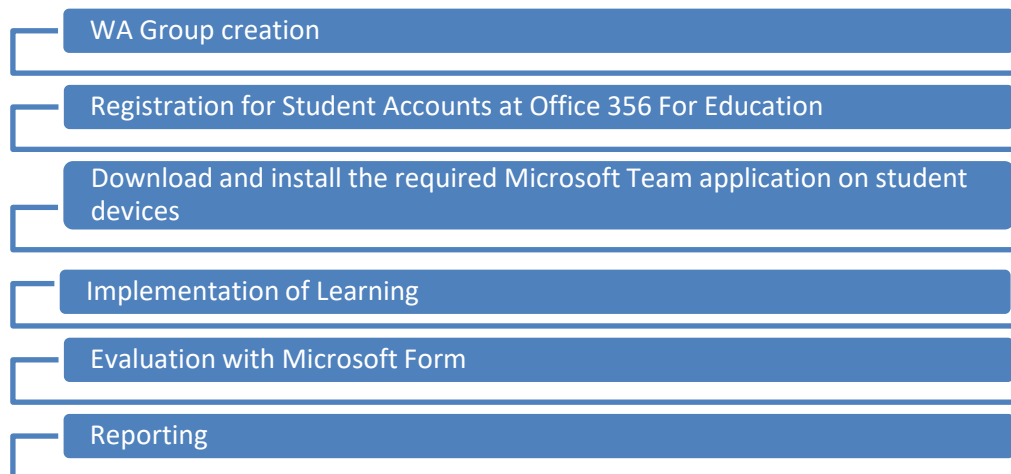 WA Group creation
Registration for Student Accounts at Office 356 For Education
Download and install the required Microsoft Team application on student
devices
Implementation of Learning
Evaluation with Microsoft Form
Reporting